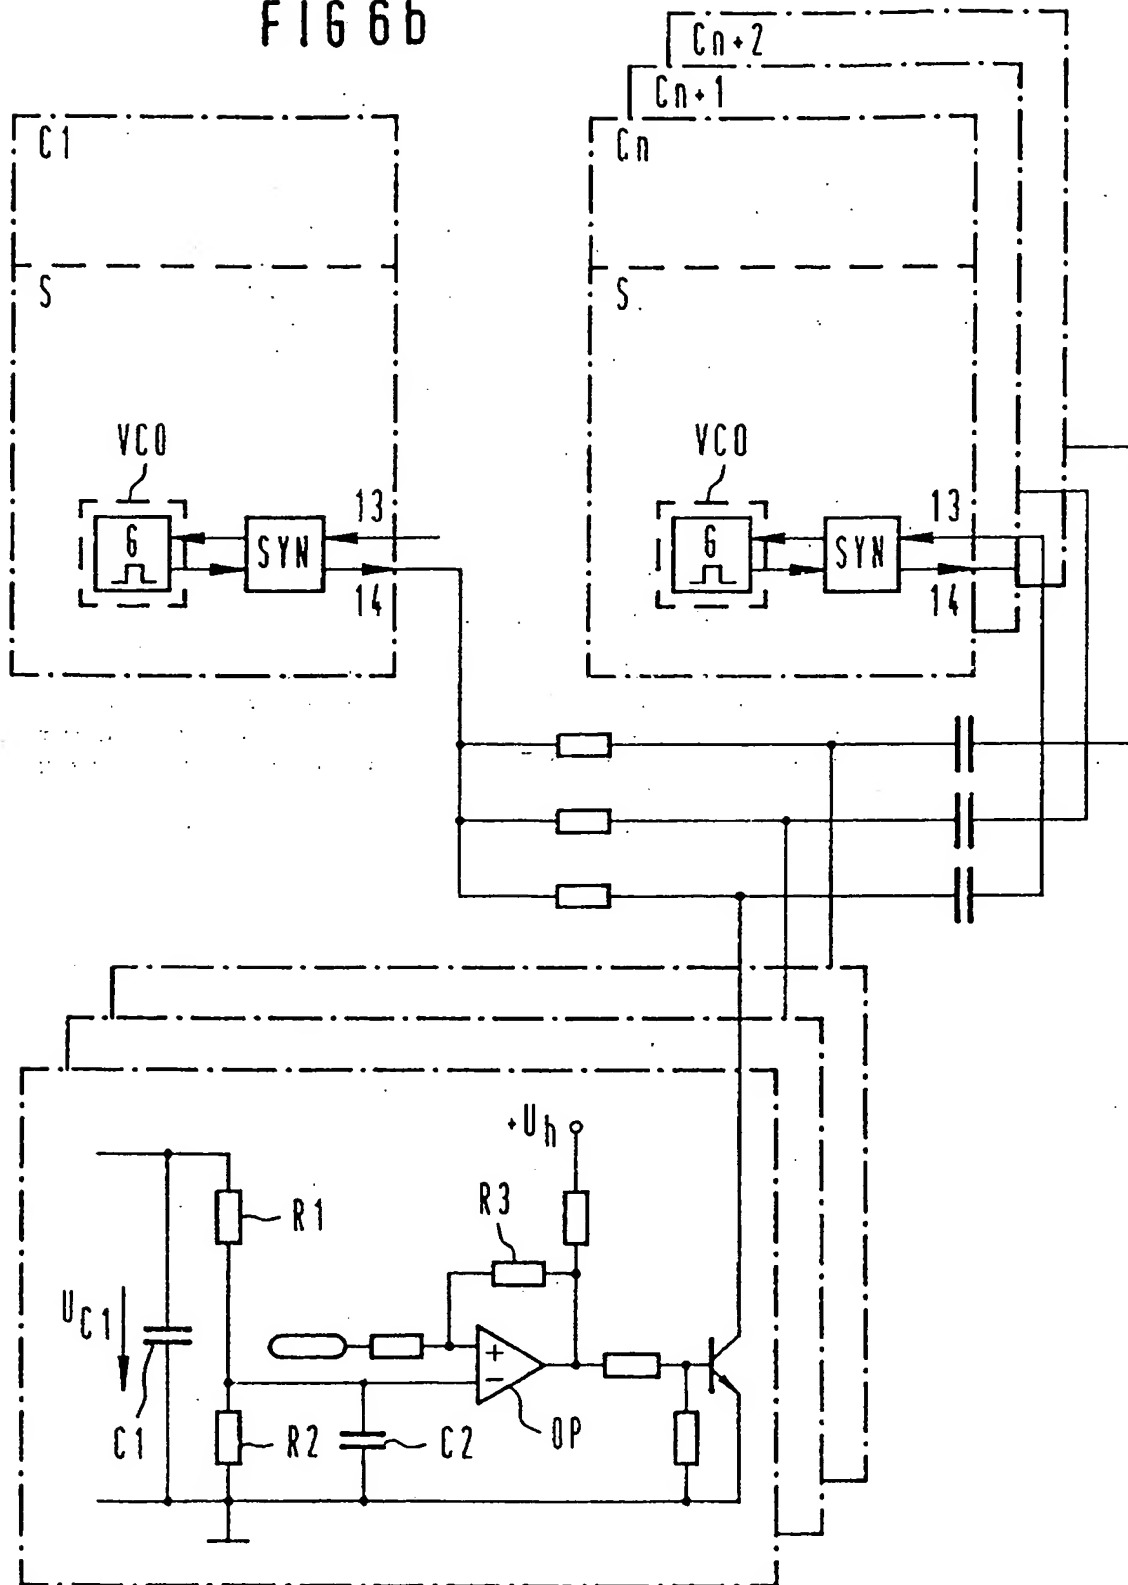 FIG 6b
Cn+2
Cn+1
C1
Cn
S
S
VCO
VCO
G
SYN
13
14
G
SYN
13
14
+Uh
R3
R1
UC1
+
-
C1
R2
C2
OP